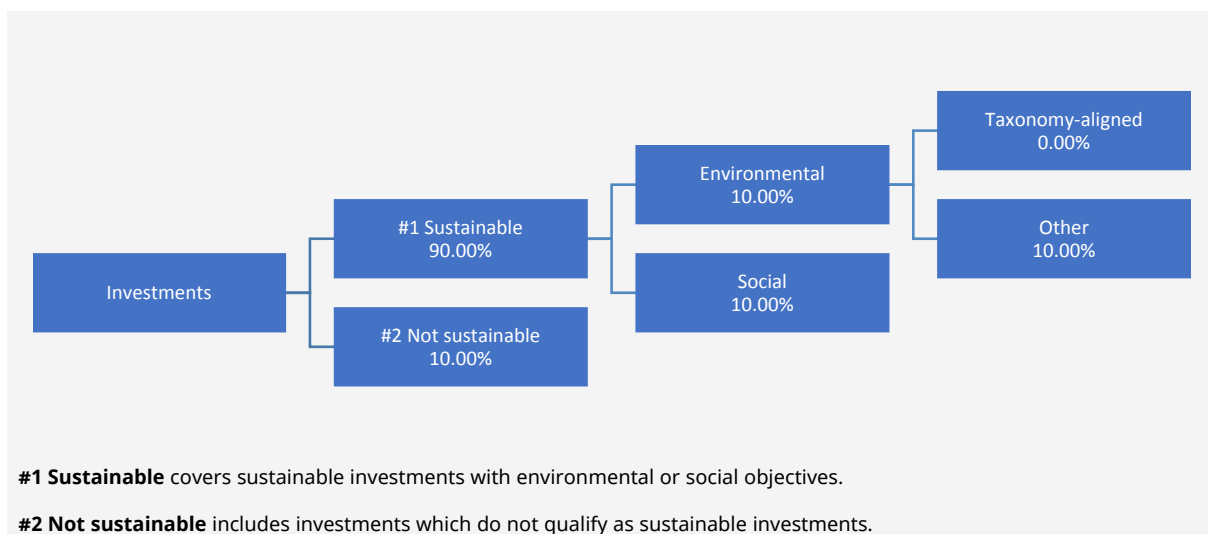 Investments
#1 Sustainable
90.00%
#2 Not sustainable
10.00%
Environmental
10.00%
Social
10.00%
Taxonomy-aligned
0.00%
Other
10.00%
#1 Sustainable covers sustainable investments with environmental or social objectives.
#2 Not sustainable includes investments which do not qualify as sustainable investments.